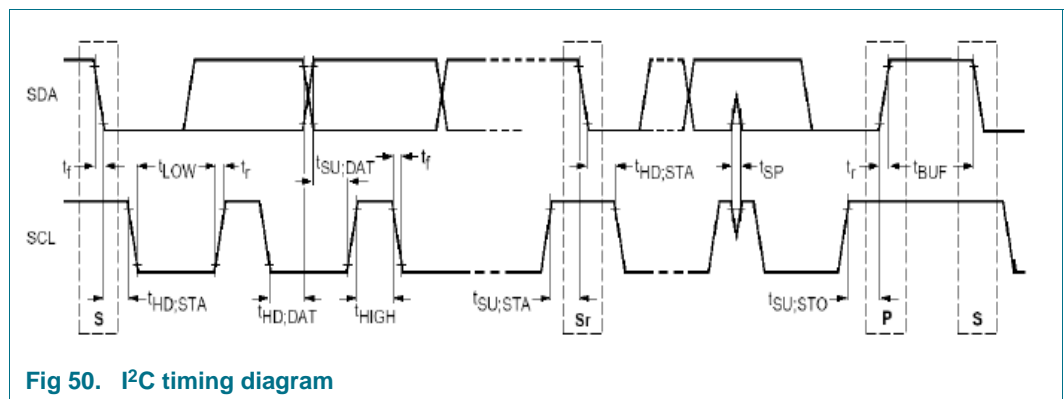 SDA
tf tLOW tr tSU;DAT tf tHD;STA tSP tr tBUF
SCL
tHD;STA tHD;DAT tHIGH tSU;STA tSU;STO
S Sr P S
Fig 50. I2C timing diagram